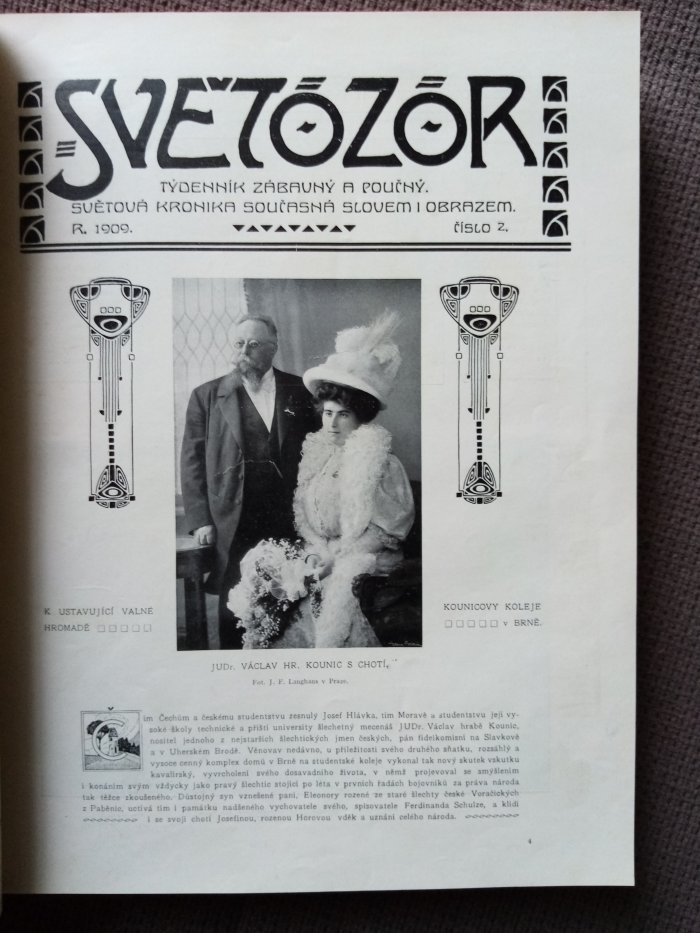 SVĚTOZOR
TÝDENNÍK ZÁBAVNÝ A POUČNÝ.
SVĚTOVÁ KRONIKA SOUČASNÁ SLOVEM I OBRAZEM.
R. 1909. ČÍSLO 2.
K USTAVUJÍCÍ VALNÉ
HROMADĚ
KOUNICOVY KOLEJE
v BRNĚ.
JUDr. VÁCLAV HR. KOUNIC S CHOTÍ.
Fot. J. F. Langhans v Praze.
Čím Čechům a českému studentstvu zesnulý Josef Hlávka, tím Moravě a studentstvu její vy-
soké školy technické a příští university šlechetný mecenáš JUDr. Václav hrabě Kounic,
nositel jednoho z nejstarších šlechtických jmen českých, pán fideikomisní na Slavkově
a v Uherském Brodě. Věnovav nedávno, u příležitosti svého druhého sňatku, rozsáhlý a
vysoce cenný komplex domů v Brně na studentské koleje vykonal tak nový skutek vskutku
kavalírský, vyvrcholení svého dosavadního života, v němž projevoval se smýšlením
i konáním svým vždycky jako pravý šlechtic stojící po léta v prvních řadách bojovníků za práva národa
tak těžce zkoušeného. Důstojný syn vznešené paní, Eleonory rozené ze staré šlechty české Voračických
z Paběnic, uctívá tím i památku nadšeného vychovatele svého, spisovatele Ferdinanda Schulze, a klidí
i se svojí chotí Josefinou, rozenou Horovou vděk a uznání celého národa.
4